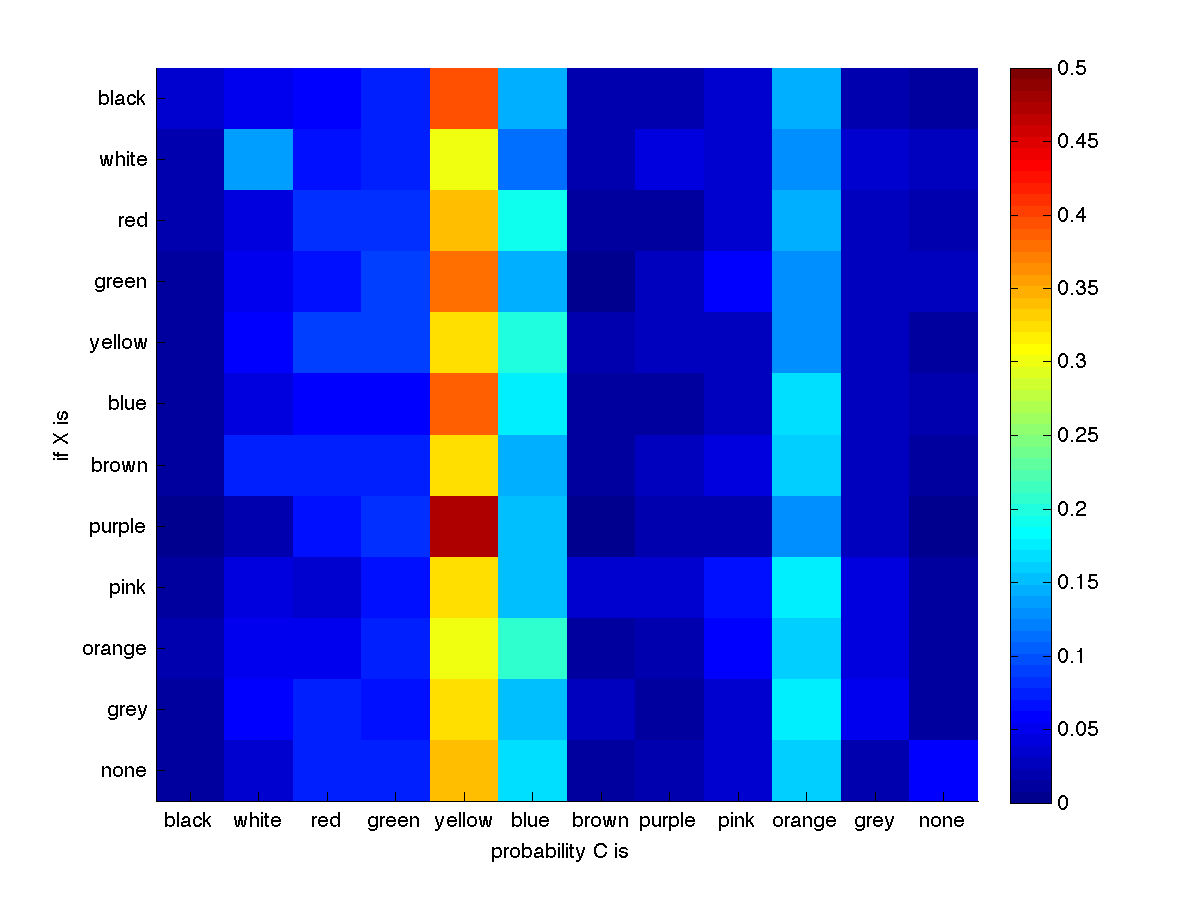 black
white
red
green
yellow
blue
brown
purple
pink
orange
grey
none
if X is
black white red green yellow blue brown purple pink orange grey none
probability C is
0.5
0.45
0.4
0.35
0.3
0.25
0.2
0.15
0.1
0.05
0